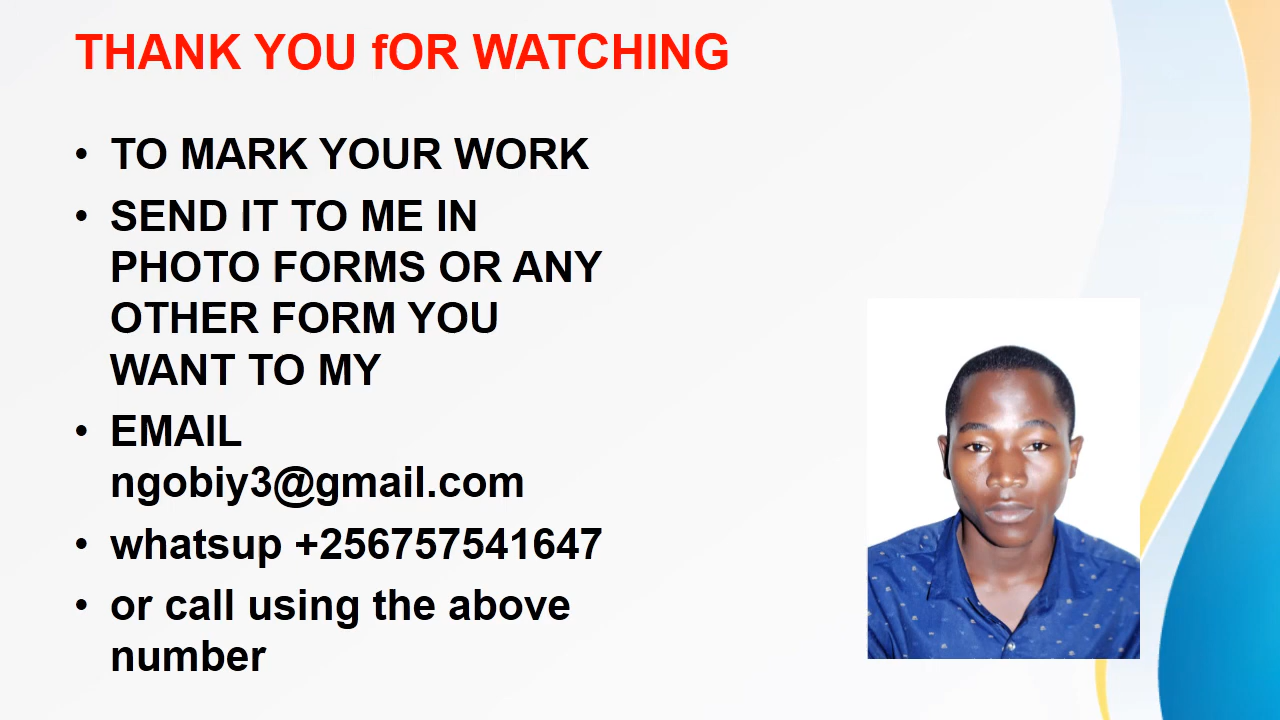 THANK YOU fOR WATCHING
• TO MARK YOUR WORK
• SEND IT TO ME IN
PHOTO FORMS OR ANY
OTHER FORM YOU
WANT TO MY
• EMAIL
ngobiy3@gmail.com
• whatsup +256757541647
• or call using the above
number